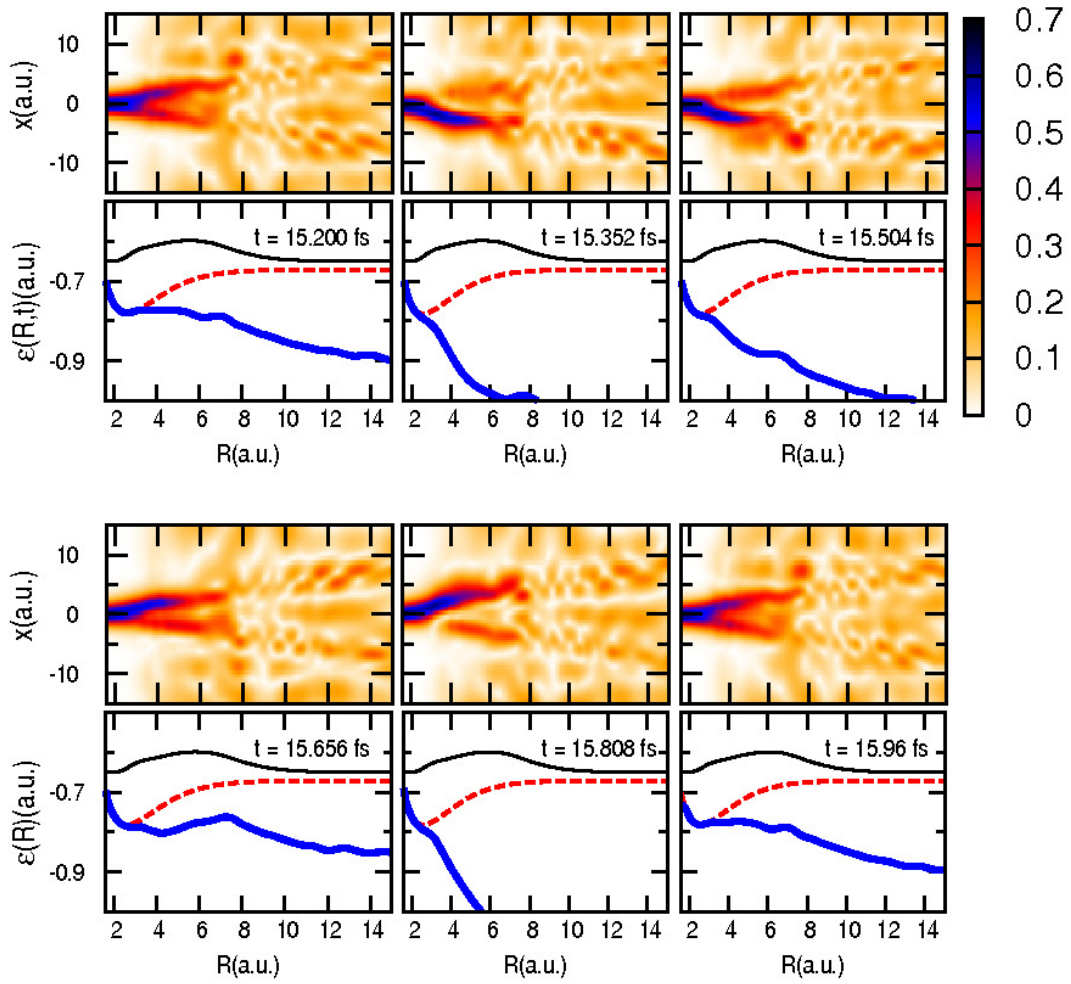 x(a.u.)
10
0
-10
0.7
0.6
0.5
0.4
0.3
0.2
0.1
0
ε(R,t)(a.u.)
-0.7
-0.9
t = 15.200 fs
t = 15.352 fs
t = 15.504 fs
2 4 6 8 10 12 14
2 4 6 8 10 12 14
2 4 6 8 10 12 14
R(a.u.)
R(a.u.)
R(a.u.)
x(a.u.)
10
0
-10
ε(R)(a.u.)
-0.7
-0.9
t = 15.656 fs
t = 15.808 fs
t = 15.96 fs
2 4 6 8 10 12 14
2 4 6 8 10 12 14
2 4 6 8 10 12 14
R(a.u.)
R(a.u.)
R(a.u.)